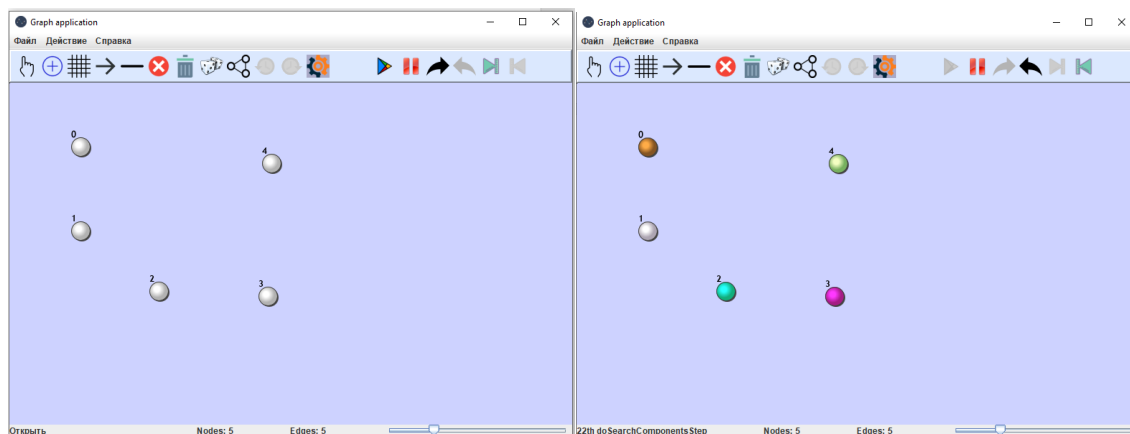 Graph application
Файл Действие Справка
0
4
1
2
3
Открыть Nodes: 5 Edges: 5
Graph application
Файл Действие Справка
0
4
1
2
3
22th doSearchComponentsStep Nodes: 5 Edges: 5